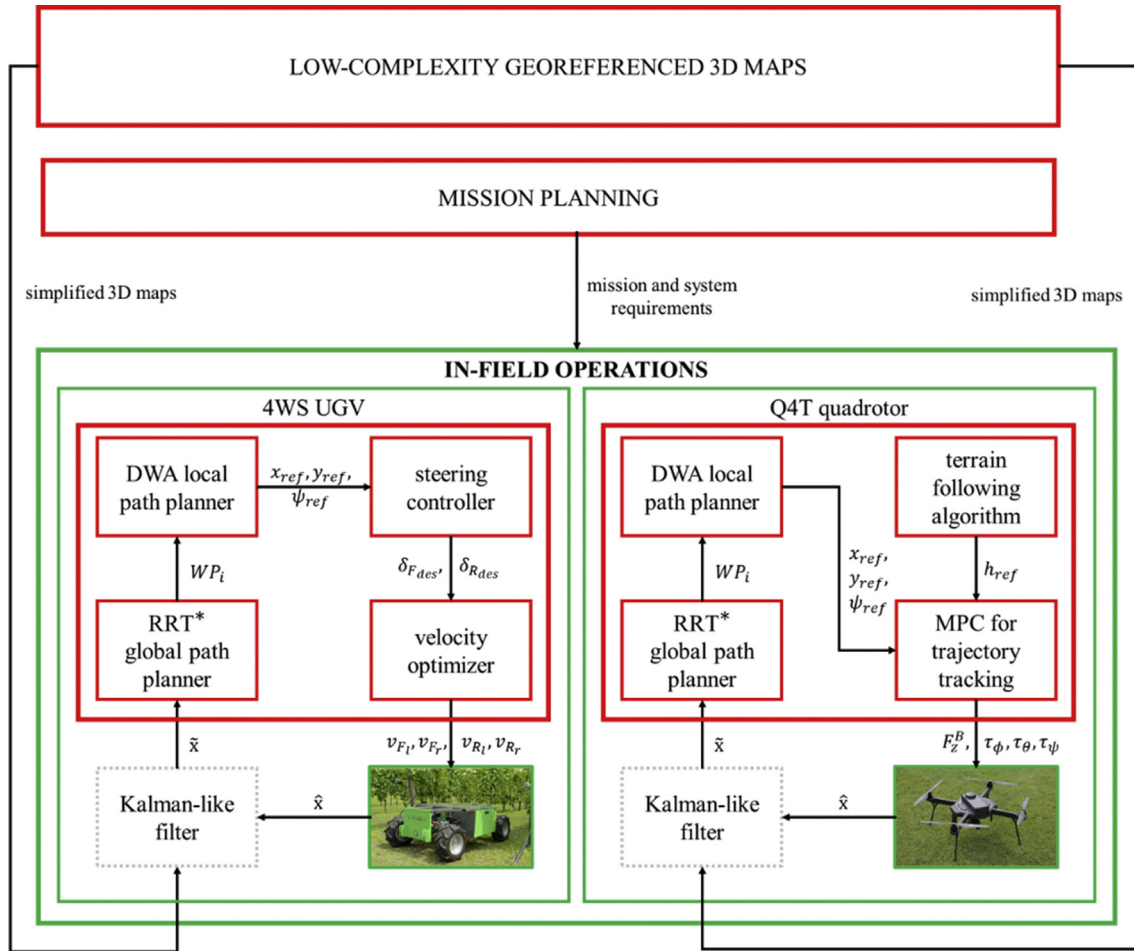 LOW-COMPLEXITY GEOREFERENCED 3D MAPS
MISSION PLANNING
simplified 3D maps
mission and system
requirements
simplified 3D maps
IN-FIELD OPERATIONS
4WS UGV
DWA local
path planner
x_ref, y_ref,
ψ_ref
steering
controller
WP_i
δ_F_des, δ_R_des
RRT*
global path
planner
velocity
optimizer
x̃
v_F_l, v_F_r, v_R_l, v_R_r
Kalman-like
filter
x̂
Q4T quadrotor
DWA local
path planner
terrain
following
algorithm
WP_i
x_ref,
y_ref,
ψ_ref
h_ref
RRT*
global path
planner
MPC for
trajectory
tracking
x̃
F_z^B, τ_ϕ, τ_θ, τ_ψ
Kalman-like
filter
x̂